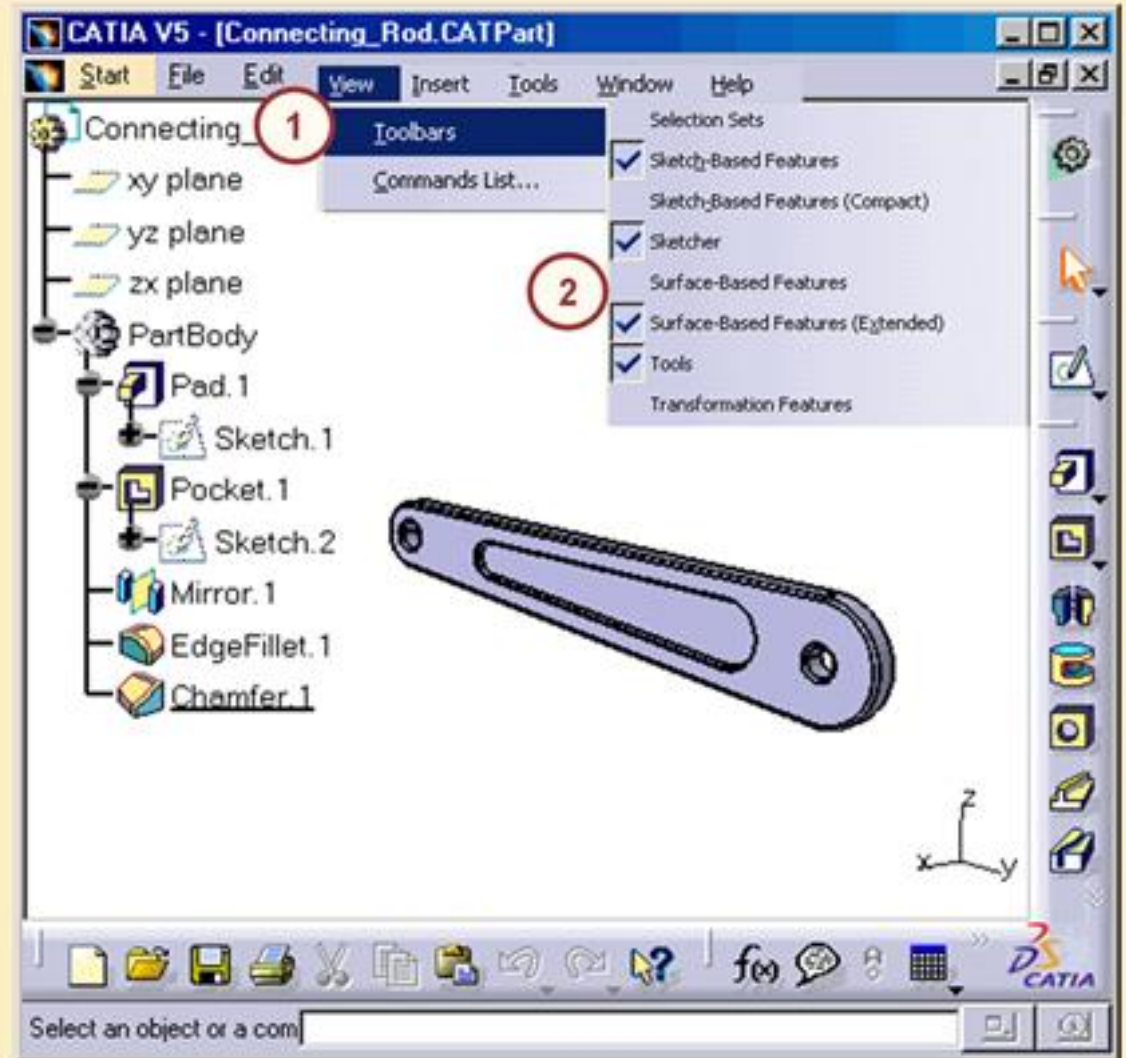 CATIA V5 - [Connecting_Rod.CATPart]
Start File Edit View Insert Tools Window Help
Connecting_
1
Toolbars
Commands List...
Selection Sets
Sketch-Based Features
Sketch-Based Features (Compact)
Sketcher
2
Surface-Based Features
Surface-Based Features (Extended)
Tools
Transformation Features
xy plane
yz plane
zx plane
PartBody
Pad.1
Sketch.1
Pocket.1
Sketch.2
Mirror.1
EdgeFillet.1
Chamfer.1
z
x y
f(x)
CATIA
Select an object or a com